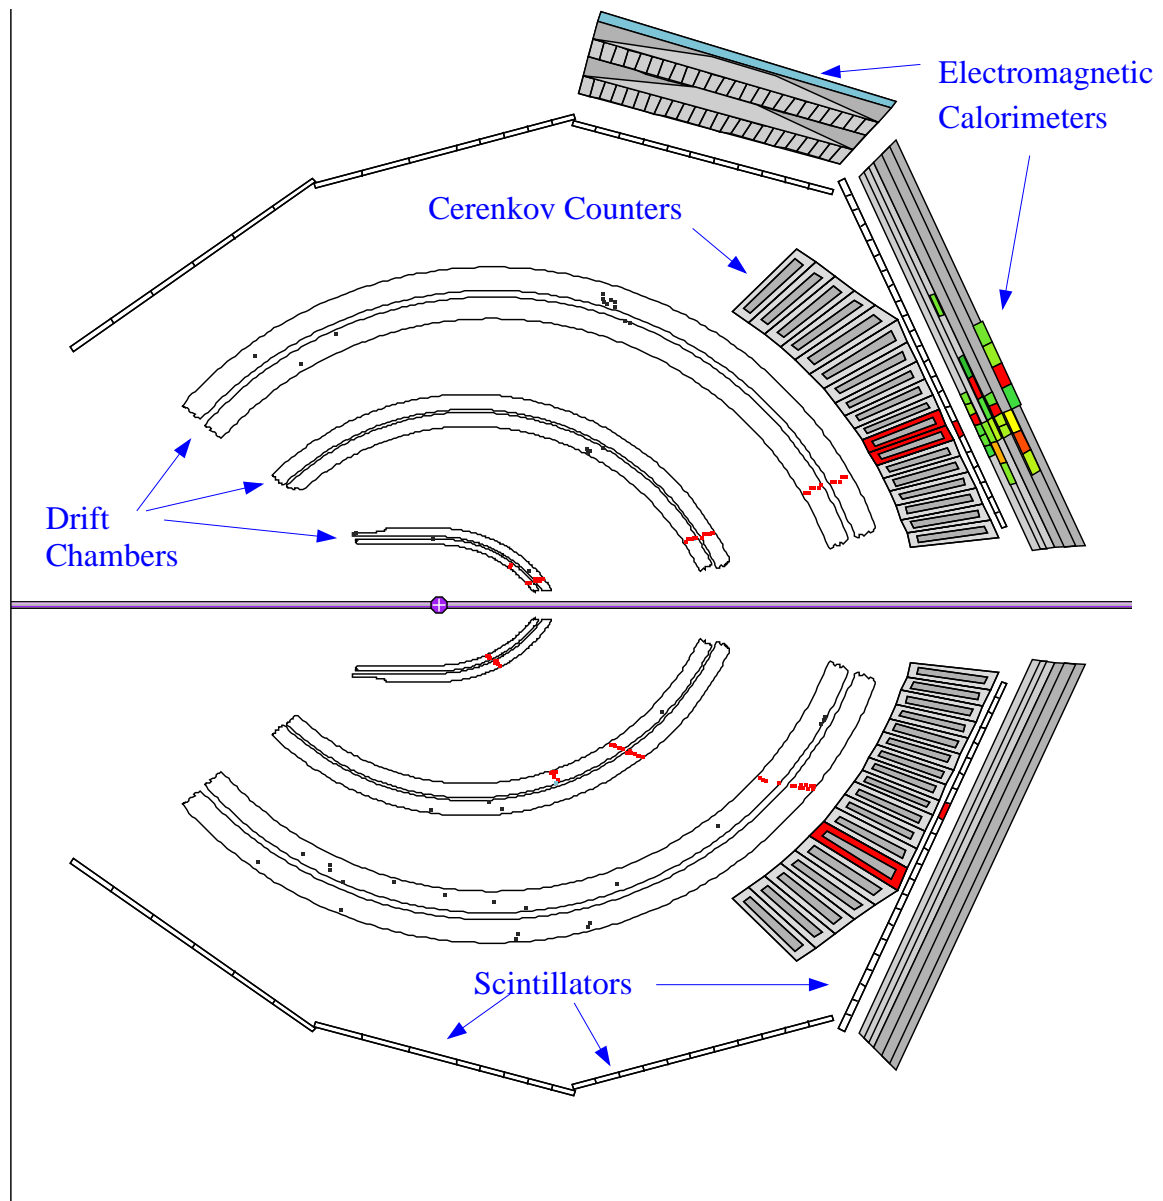 Electromagnetic
Calorimeters
Cerenkov Counters
Drift
Chambers
Scintillators